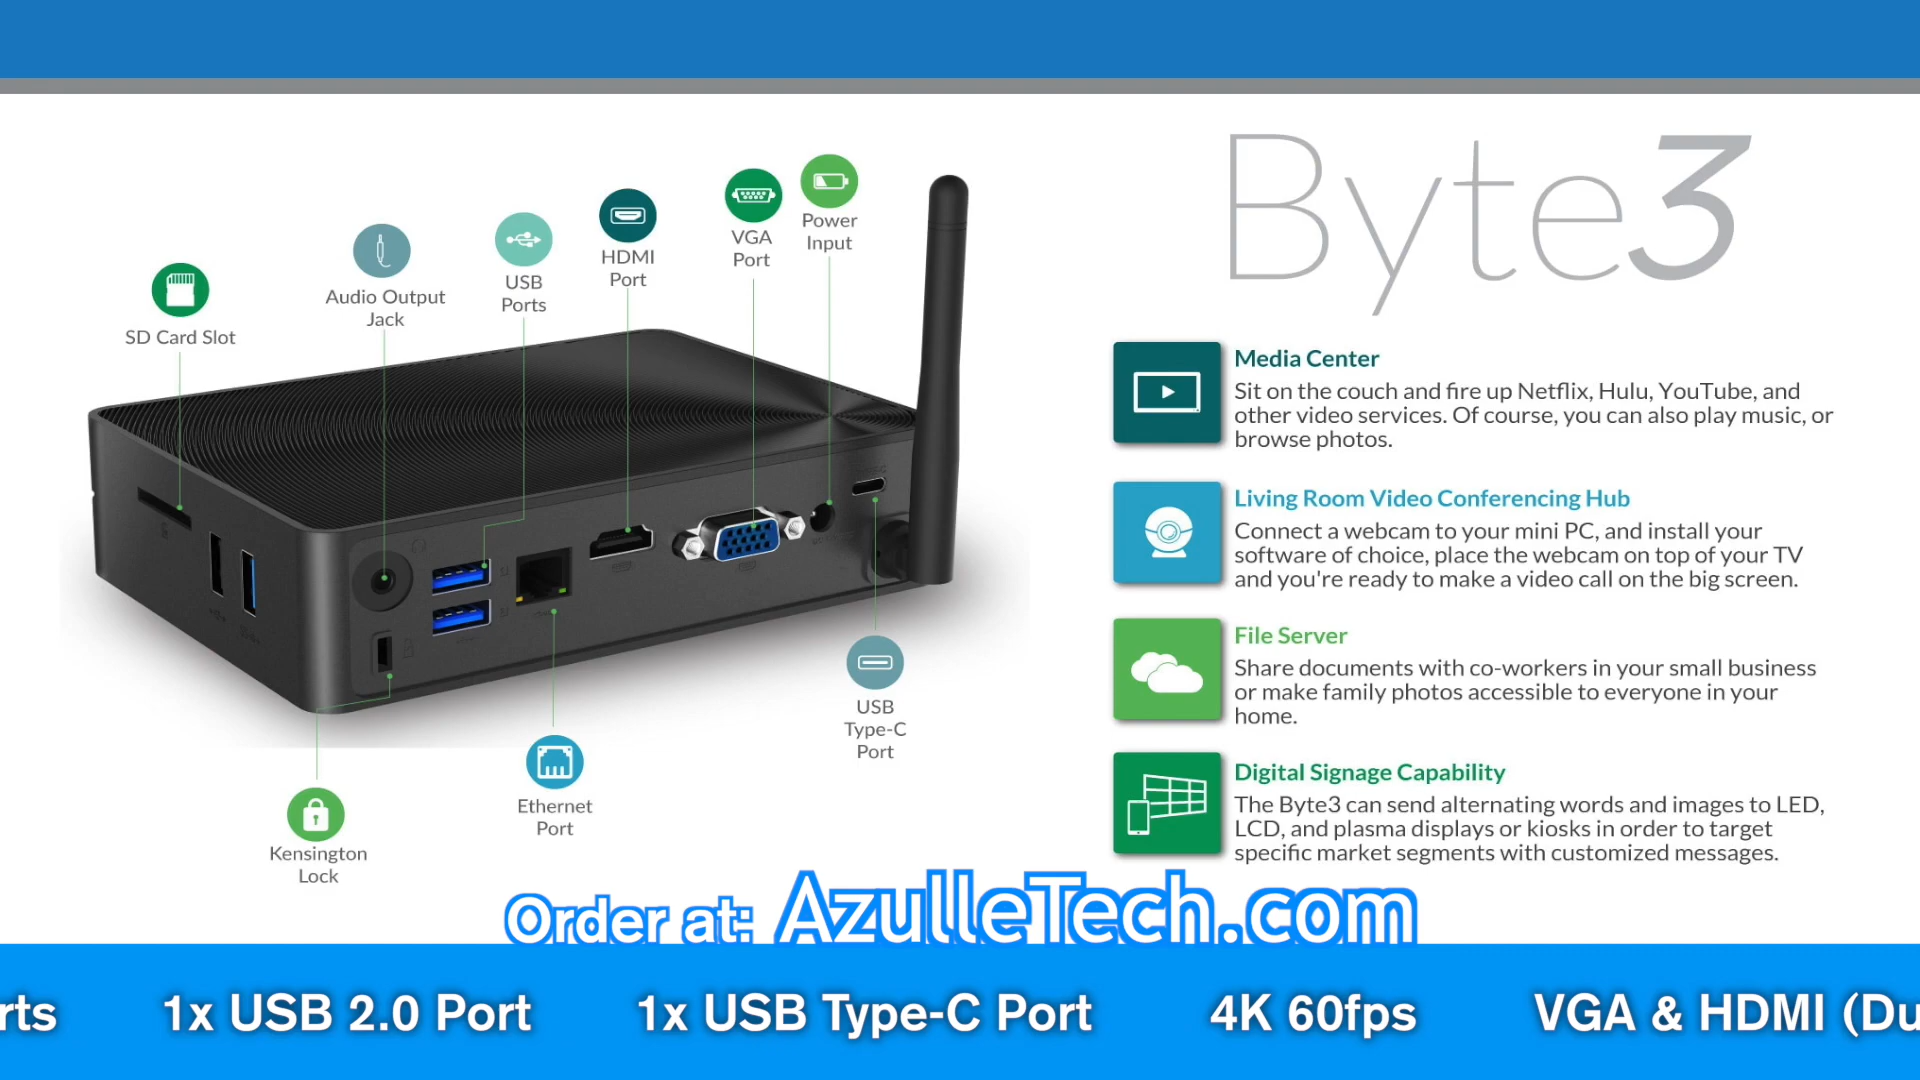 Byte3
Power
Input
VGA
Port
HDMI
Port
USB
Ports
Audio Output
Jack
SD Card Slot
Media Center
Sit on the couch and fire up Netflix, Hulu, YouTube, and
other video services. Of course, you can also play music, or
browse photos.
Living Room Video Conferencing Hub
Connect a webcam to your mini PC, and install your
software of choice, place the webcam on top of your TV
and you're ready to make a video call on the big screen.
File Server
Share documents with co-workers in your small business
or make family photos accessible to everyone in your
home.
Digital Signage Capability
The Byte3 can send alternating words and images to LED,
LCD, and plasma displays or kiosks in order to target
specific market segments with customized messages.
USB
Type-C
Port
Ethernet
Port
Kensington
Lock
Order at: AzulleTech.com
rts 1x USB 2.0 Port 1x USB Type-C Port 4K 60fps VGA & HDMI (Du